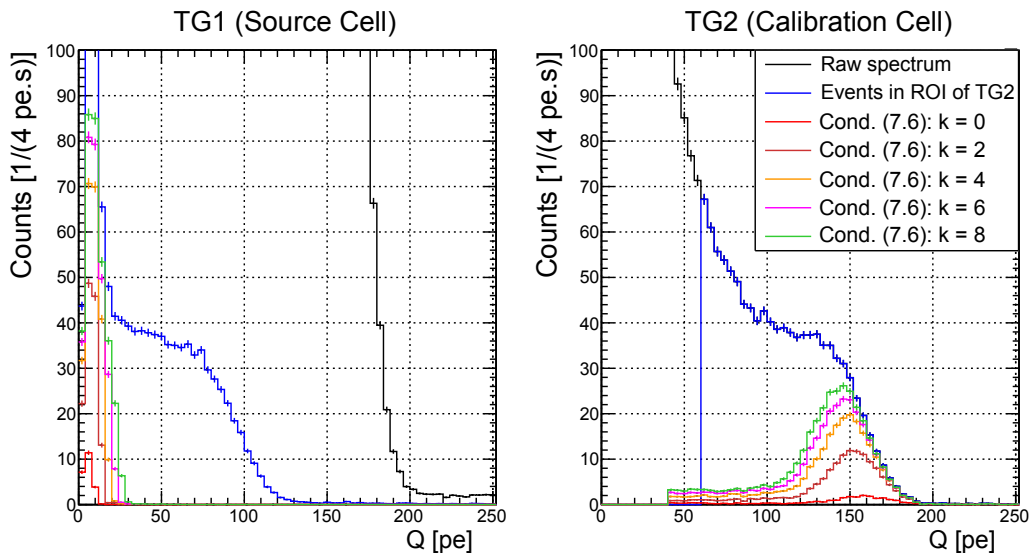 TG1 (Source Cell)
Counts [1/(4 pe.s)]
100
90
80
70
60
50
40
30
20
10
0
0 50 100 150 200 250
Q [pe]
TG2 (Calibration Cell)
Counts [1/(4 pe.s)]
100
90
80
70
60
50
40
30
20
10
0
0 50 100 150 200 250
Q [pe]
Raw spectrum
Events in ROI of TG2
Cond. (7.6): k = 0
Cond. (7.6): k = 2
Cond. (7.6): k = 4
Cond. (7.6): k = 6
Cond. (7.6): k = 8